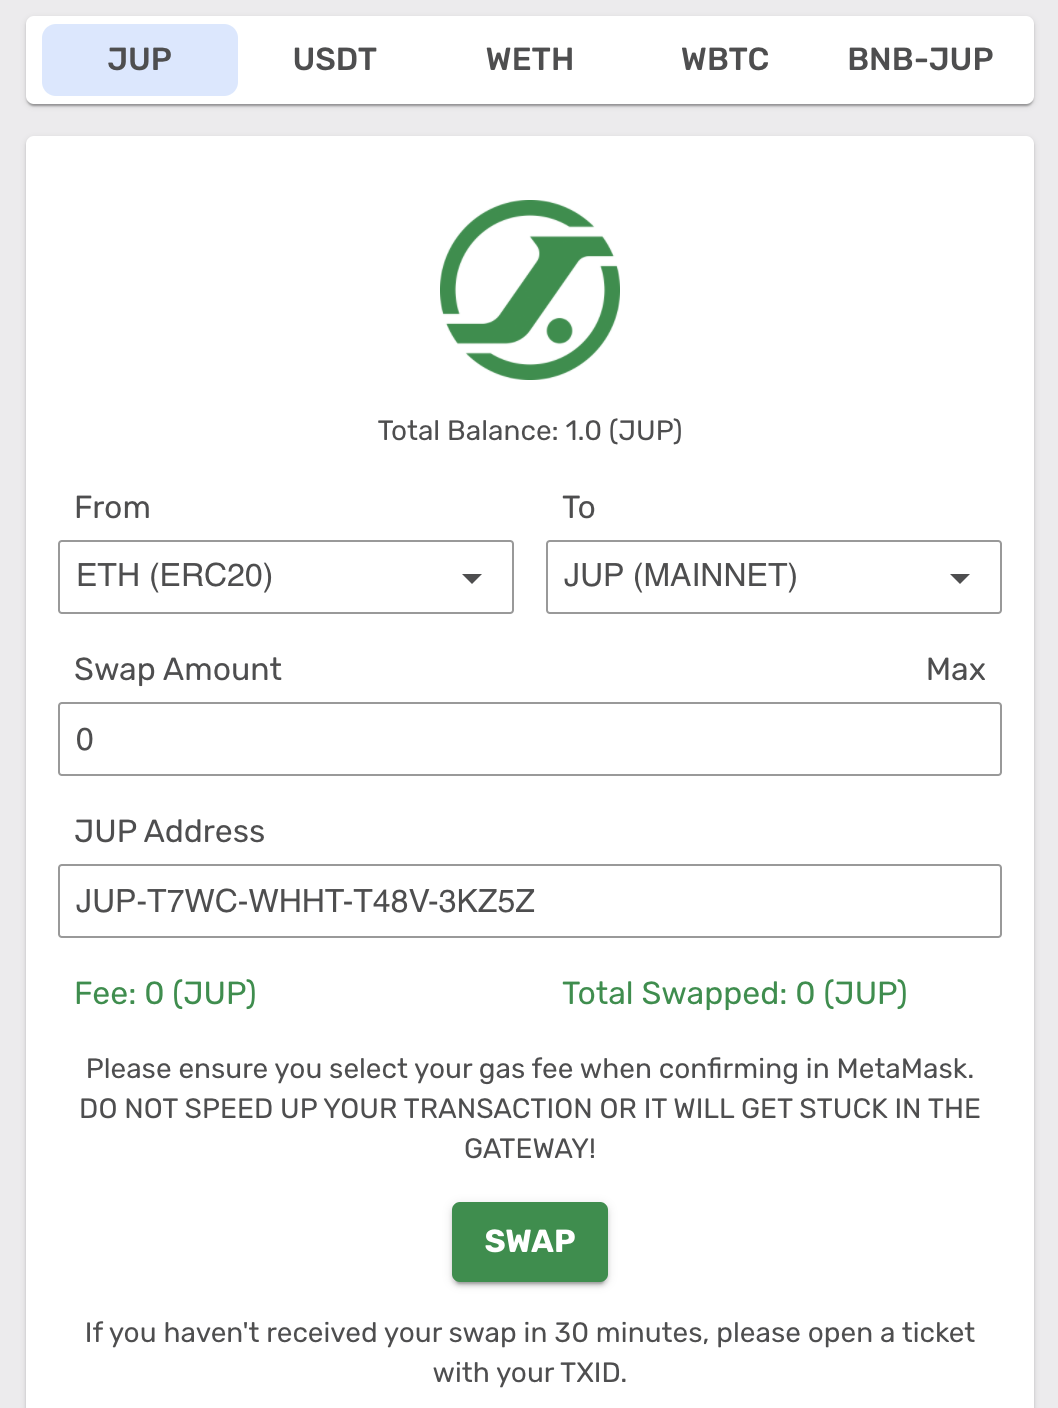 JUP USDT WETH WBTC BNB-JUP
Total Balance: 1.0 (JUP)
From To
ETH (ERC20) JUP (MAINNET)
Swap Amount Max
0
JUP Address
JUP-T7WC-WHHT-T48V-3KZ5Z
Fee: 0 (JUP) Total Swapped: 0 (JUP)
Please ensure you select your gas fee when confirming in MetaMask.
DO NOT SPEED UP YOUR TRANSACTION OR IT WILL GET STUCK IN THE
GATEWAY!
SWAP
If you haven't received your swap in 30 minutes, please open a ticket
with your TXID.